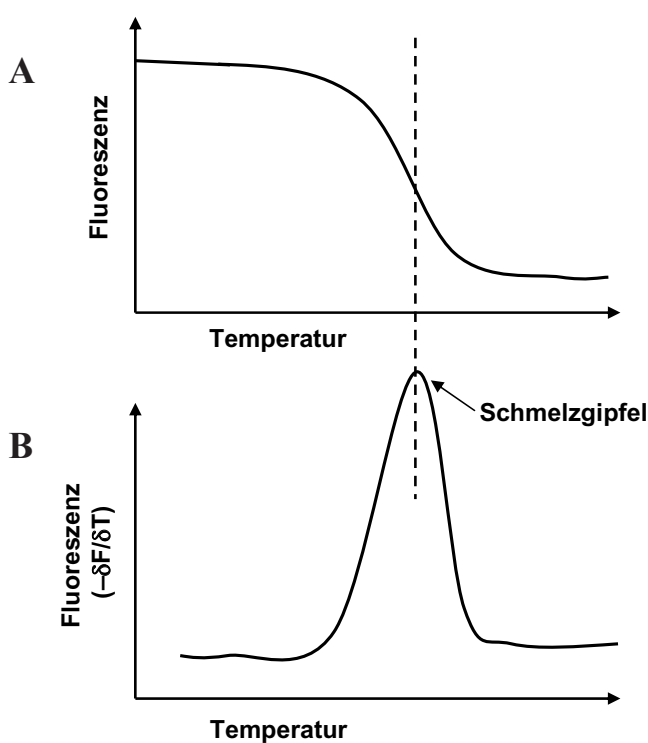 A
Fluoreszenz
Temperatur
Schmelzgipfel
B
Fluoreszenz
(–δF/δT)
Temperatur